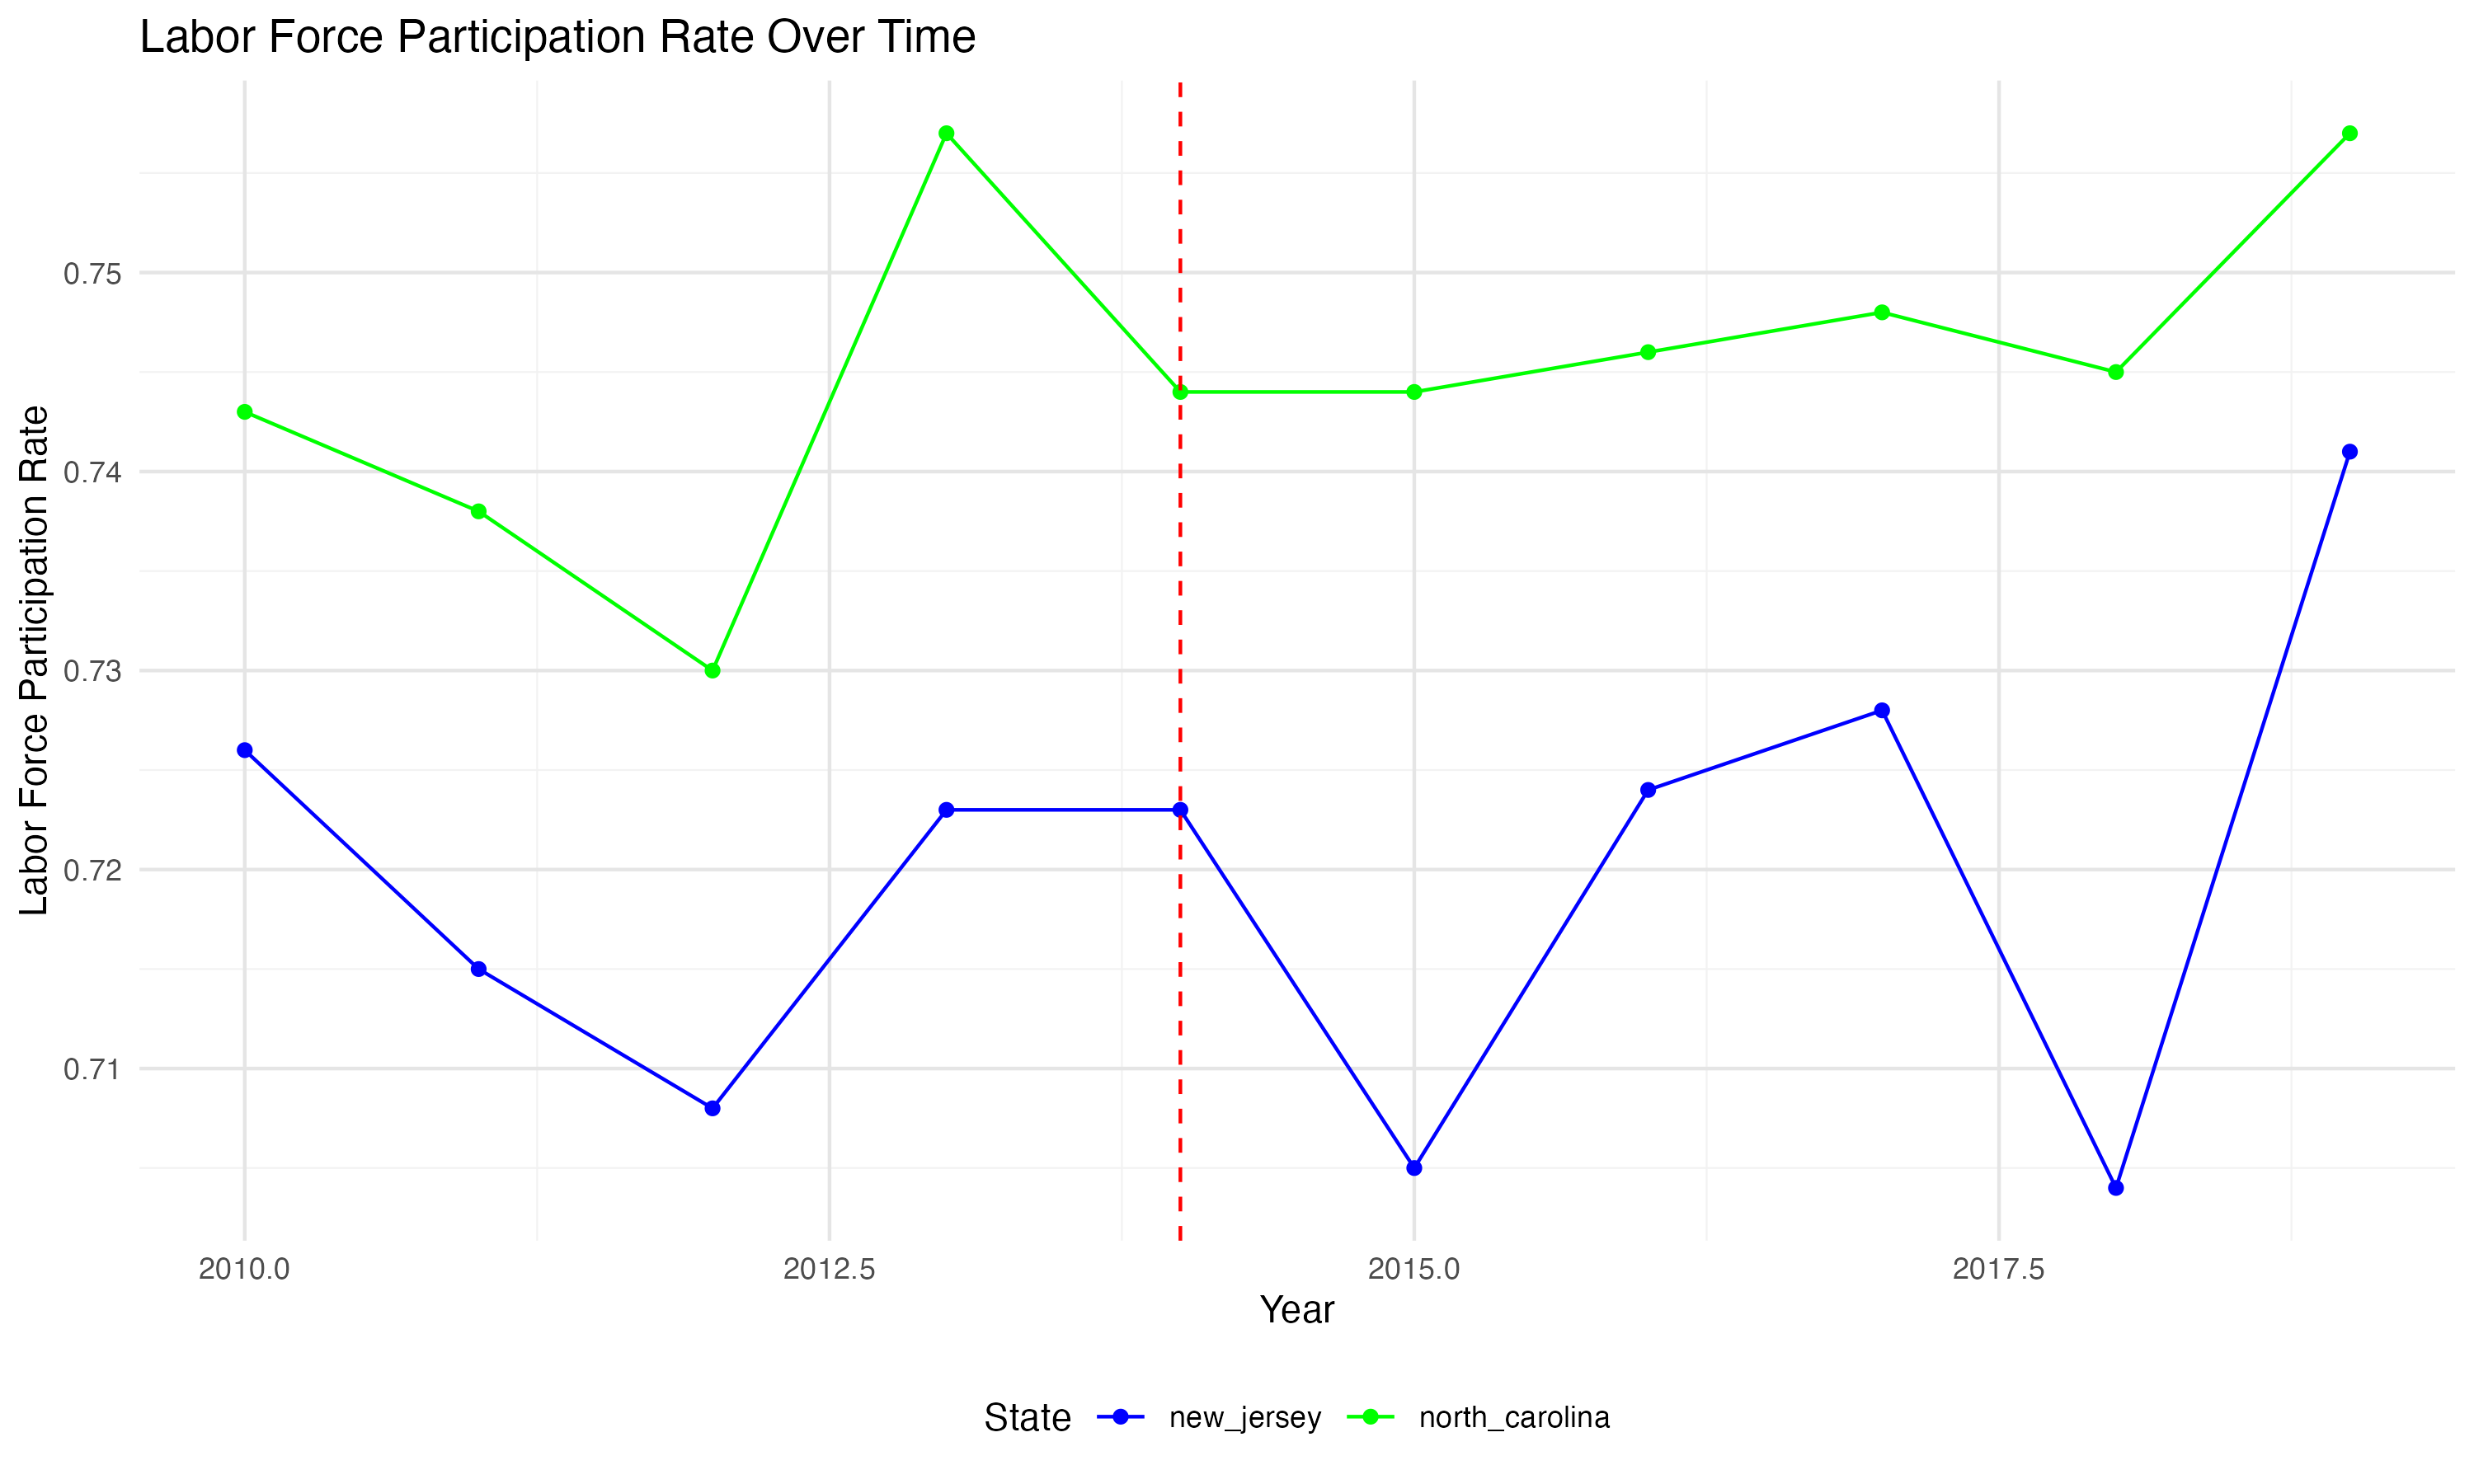 Labor Force Participation Rate Over Time
Labor Force Participation Rate
0.75
0.74
0.73
0.72
0.71
2010.0 2012.5 2015.0 2017.5
Year
State new_jersey north_carolina